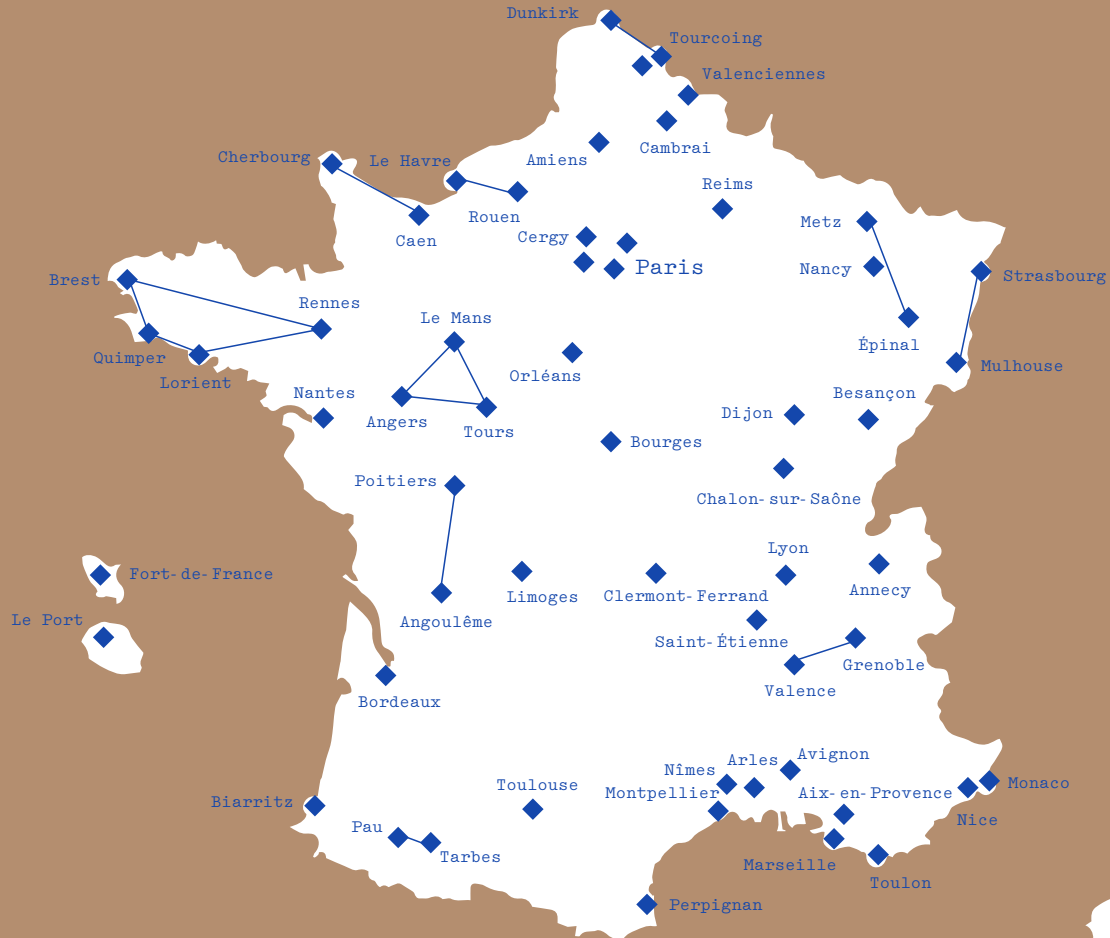 Dunkirk
Tourcoing
Valenciennes
Cambrai
Amiens
Cherbourg
Le Havre
Reims
Rouen
Metz
Caen
Cergy
Paris
Nancy
Strasbourg
Brest
Rennes
Le Mans
Épinal
Quimper
Mulhouse
Orléans
Lorient
Nantes
Besançon
Dijon
Angers
Tours
Bourges
Poitiers
Chalon-sur-Saône
Lyon
Fort-de-France
Annecy
Limoges
Clermont-Ferrand
Le Port
Angoulême
Saint-Étienne
Grenoble
Valence
Bordeaux
Avignon
Arles
Nîmes
Toulouse
Monaco
Montpellier
Aix-en-Provence
Biarritz
Nice
Pau
Tarbes
Marseille
Toulon
Perpignan